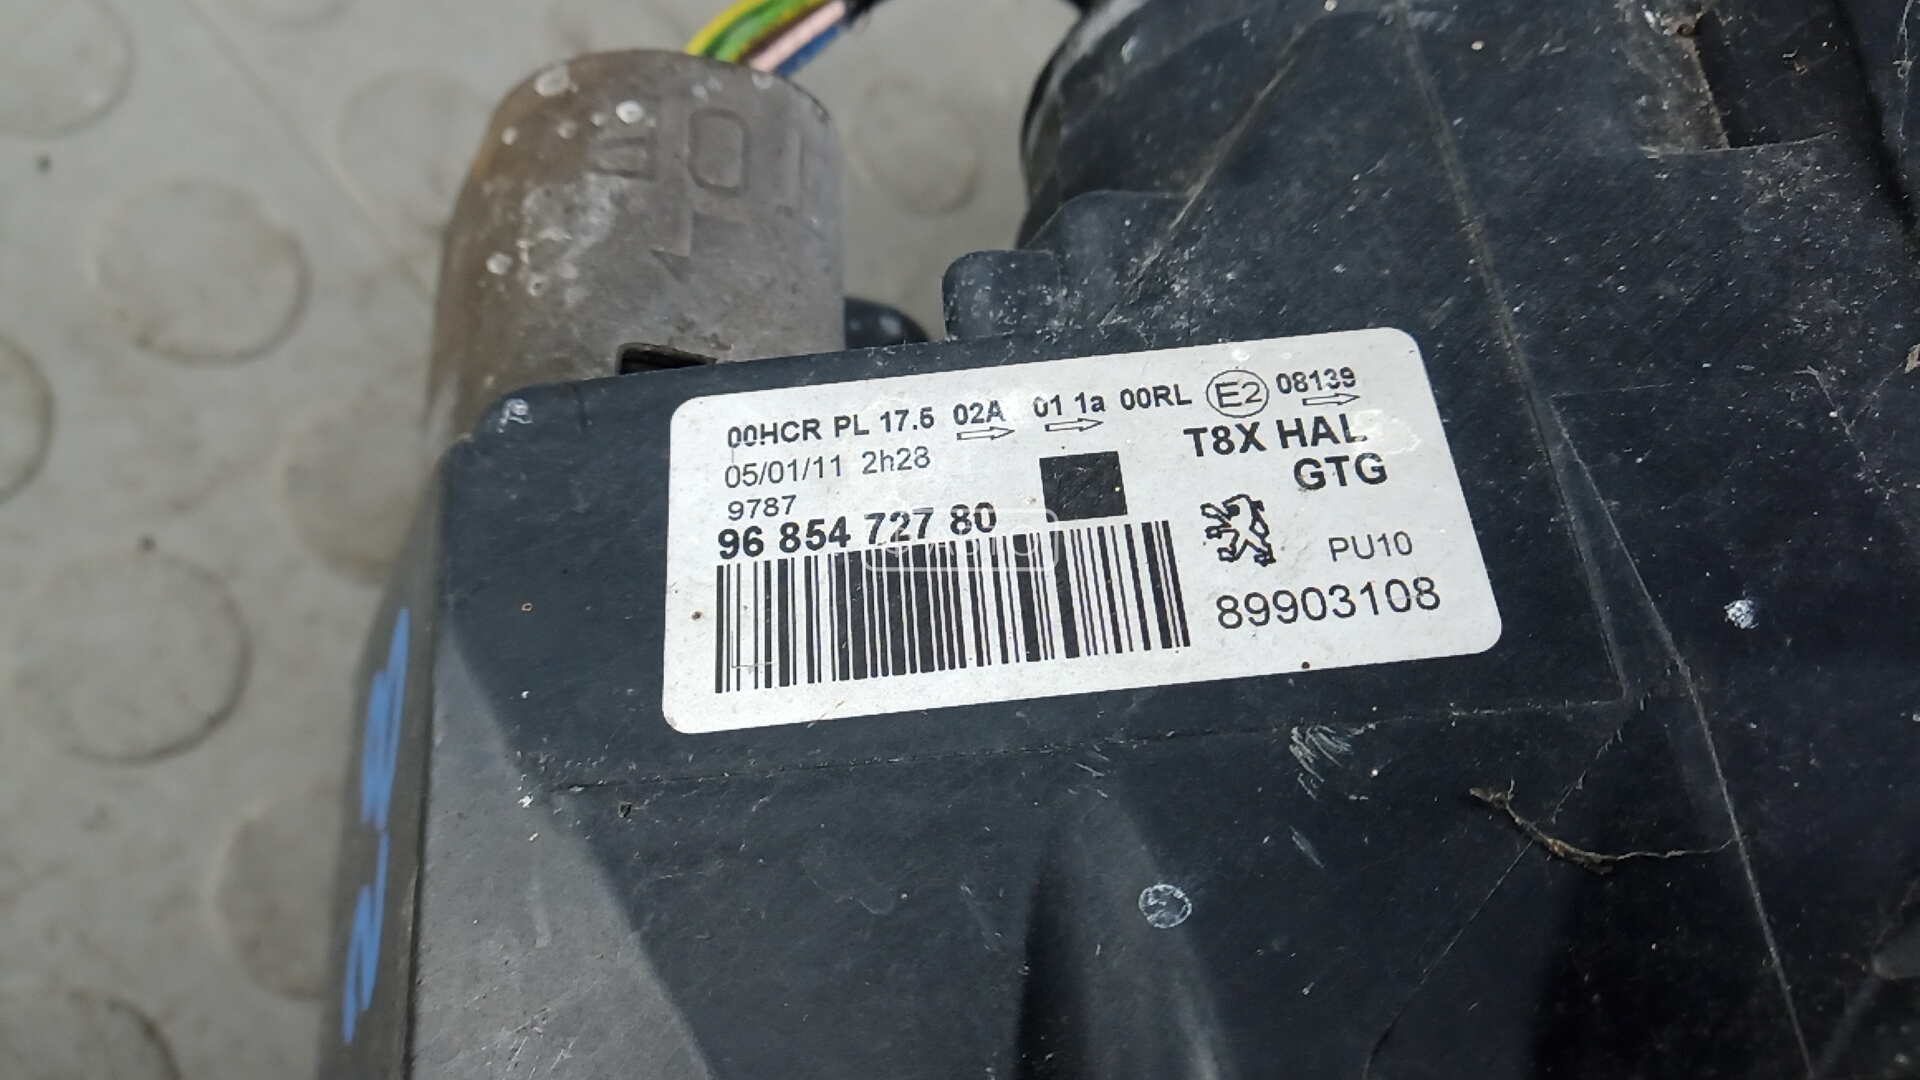 00HCR PL 17.5 02A 01 1a 00RL E2 08139
05/01/11 2h28
T8X HAL
9787
GTG
96 854 727 80
PU10
89903108